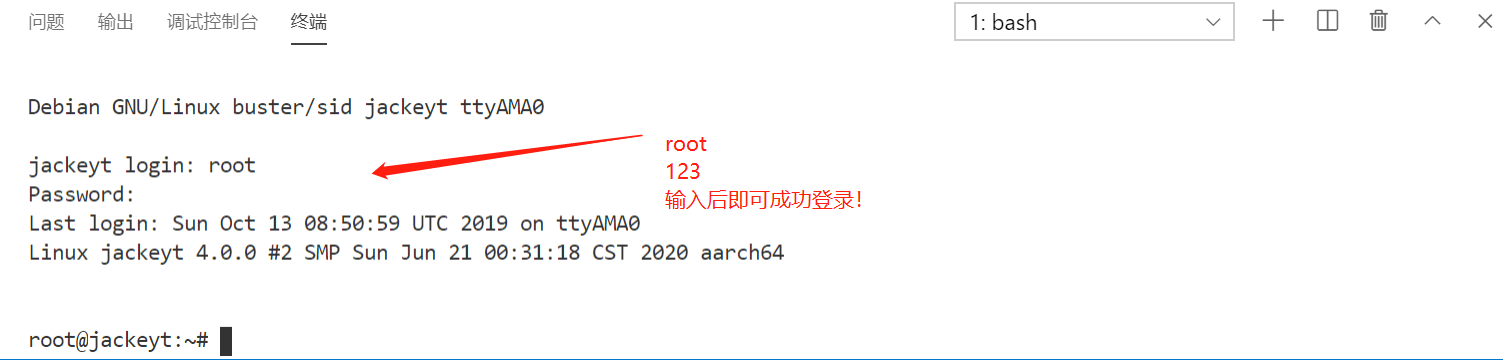 问题 输出 调试控制台 终端 1: bash
Debian GNU/Linux buster/sid jackeyt ttyAMA0
jackeyt login: root
Password:
Last login: Sun Oct 13 08:50:59 UTC 2019 on ttyAMA0
Linux jackeyt 4.0.0 #2 SMP Sun Jun 21 00:31:18 CST 2020 aarch64
root@jackeyt:~#
root
123
输入后即可成功登录!